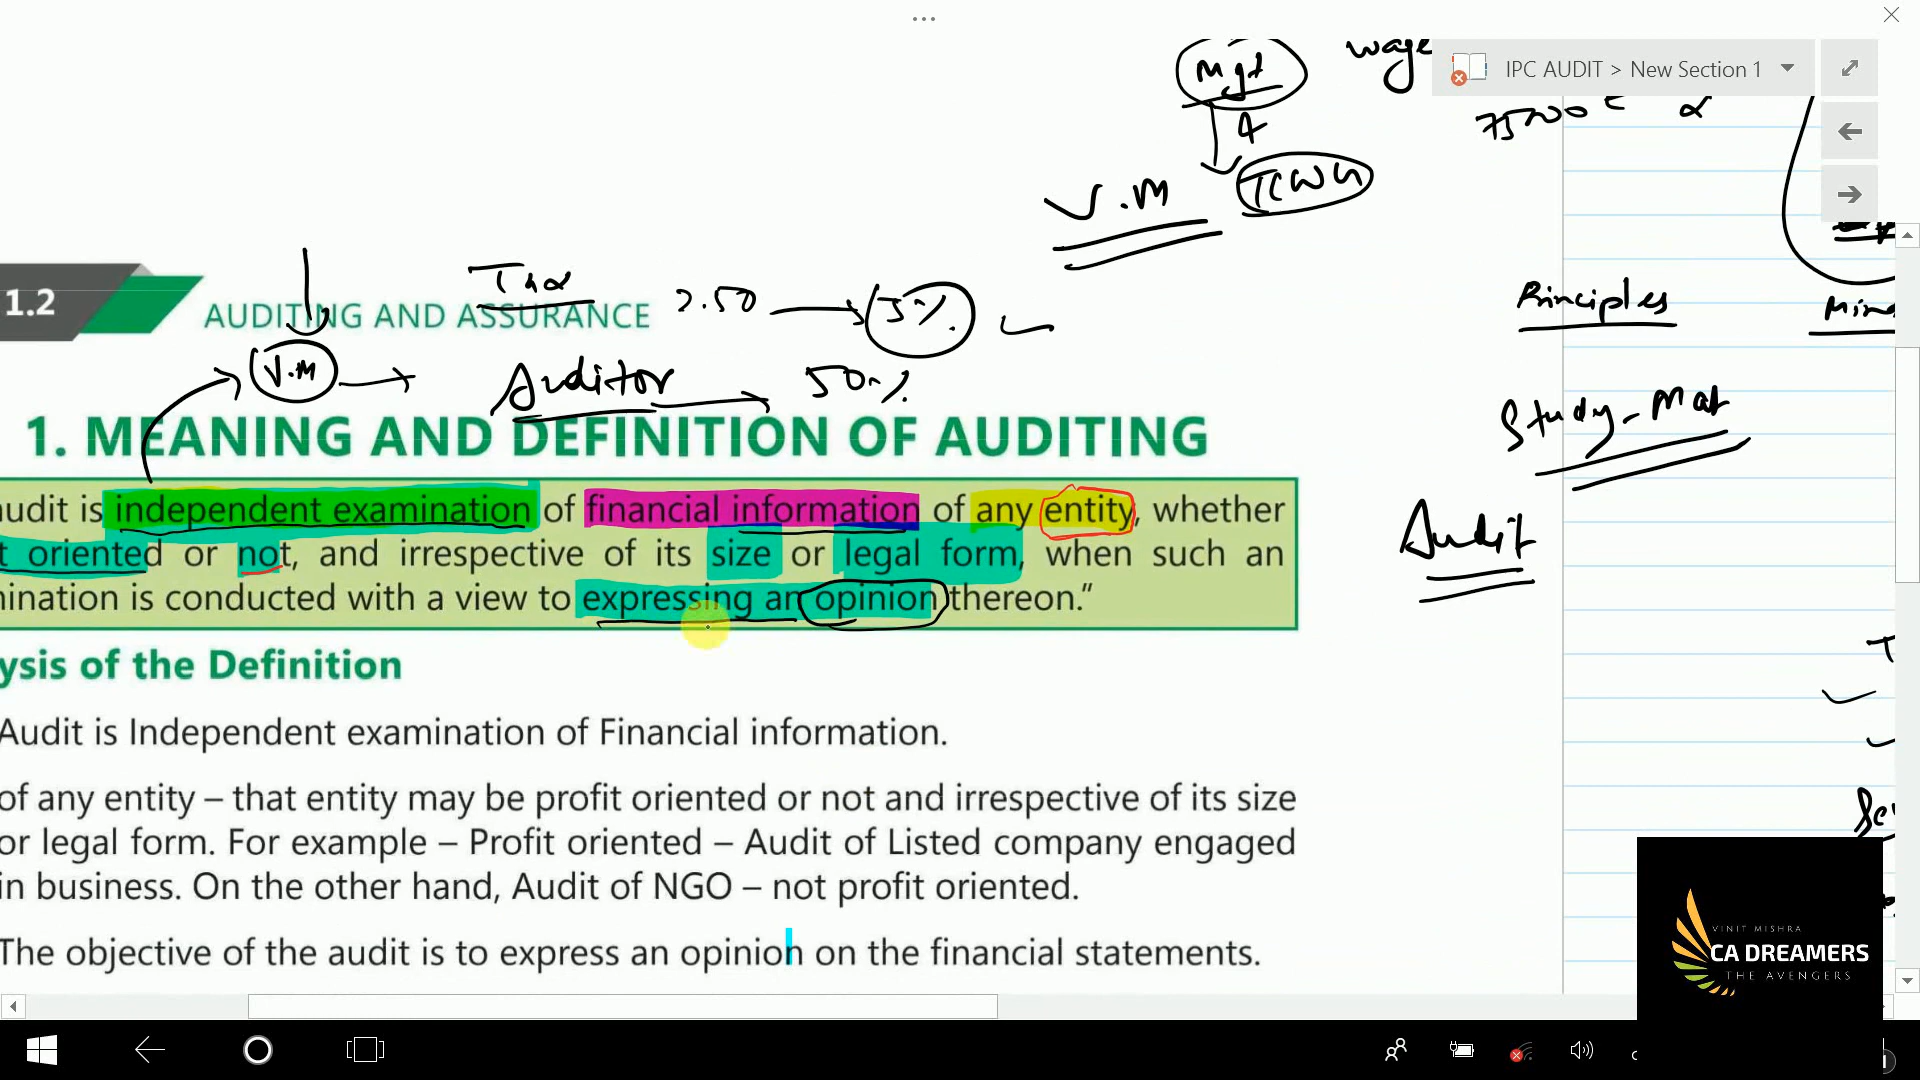 Mgt
wage
IPC AUDIT > New Section 1
4
TCWG
V.M
Principles
Tax
1.2
AUDITING AND ASSURANCE
2.50
5%
V.M
Auditor
50%
Study-Mat
1. MEANING AND DEFINITION OF AUDITING
audit is independent examination of financial information of any entity, whether
t oriented or not, and irrespective of its size or legal form, when such an
mination is conducted with a view to expressing an opinion thereon.”
Audit
ysis of the Definition
Audit is Independent examination of Financial information.
of any entity – that entity may be profit oriented or not and irrespective of its size
or legal form. For example – Profit oriented – Audit of Listed company engaged
in business. On the other hand, Audit of NGO – not profit oriented.
The objective of the audit is to express an opinion on the financial statements.
VINIT MISHRA
CA DREAMERS
THE AVENGERS